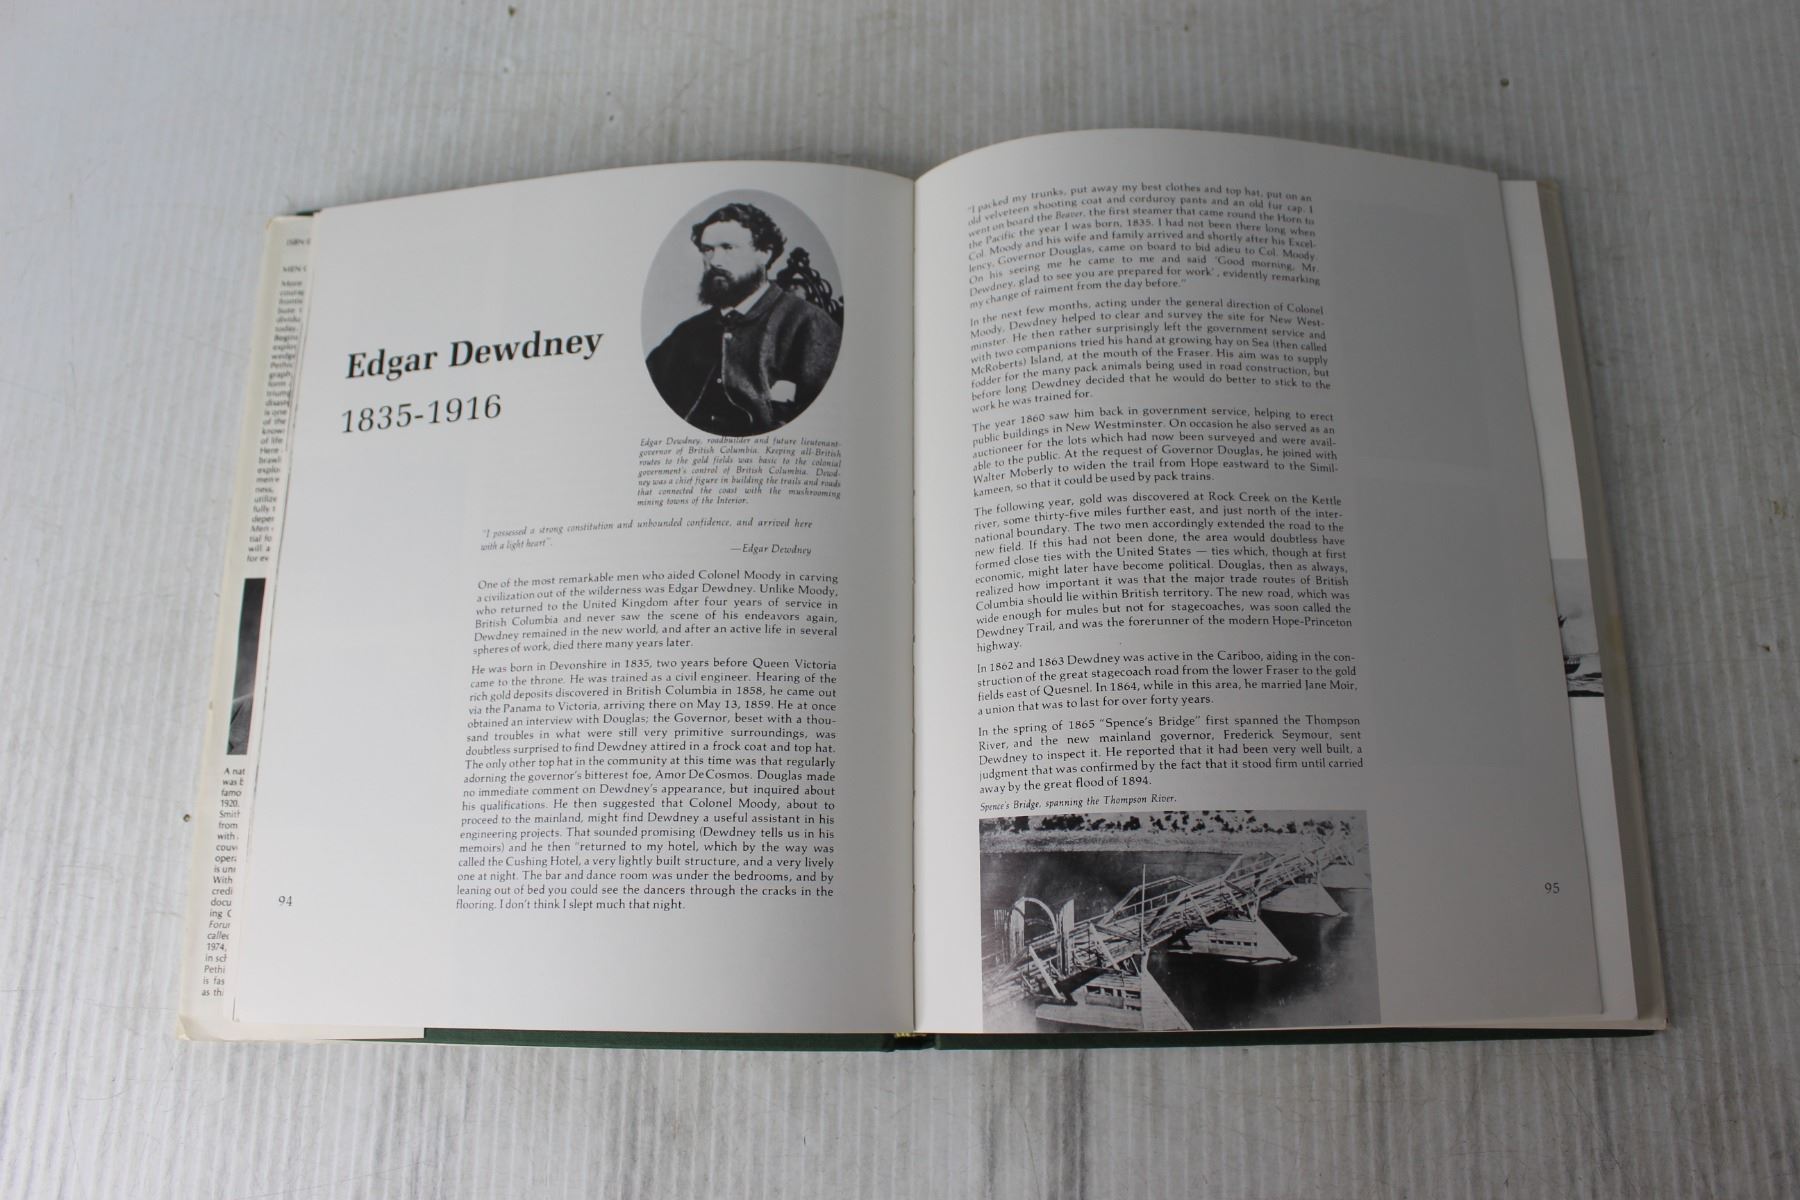 ISBN 0
MEN O
More
Edgar Dewdney
1835-1916
Edgar Dewdney, roadbuilder and future lieutenant-
governor of British Columbia. Keeping all-British
routes to the gold fields was basic to the colonial
government's control of British Columbia. Dewd-
ney was a chief figure in building the trails and roads
that connected the coast with the mushrooming
mining towns of the Interior.
"I possessed a strong constitution and unbounded confidence, and arrived here
with a light heart".
—Edgar Dewdney
One of the most remarkable men who aided Colonel Moody in carving
a civilization out of the wilderness was Edgar Dewdney. Unlike Moody,
who returned to the United Kingdom after four years of service in
British Columbia and never saw the scene of his endeavors again,
Dewdney remained in the new world, and after an active life in several
spheres of work, died there many years later.
He was born in Devonshire in 1835, two years before Queen Victoria
came to the throne. He was trained as a civil engineer. Hearing of the
rich gold deposits discovered in British Columbia in 1858, he came out
via the Panama to Victoria, arriving there on May 13, 1859. He at once
obtained an interview with Douglas; the Governor, beset with a thou-
sand troubles in what were still very primitive surroundings, was
doubtless surprised to find Dewdney attired in a frock coat and top hat.
The only other top hat in the community at this time was that regularly
adorning the governor's bitterest foe, Amor De Cosmos. Douglas made
no immediate comment on Dewdney's appearance, but inquired about
his qualifications. He then suggested that Colonel Moody, about to
proceed to the mainland, might find Dewdney a useful assistant in his
engineering projects. That sounded promising (Dewdney tells us in his
memoirs) and he then "returned to my hotel, which by the way was
called the Cushing Hotel, a very lightly built structure, and a very lively
one at night. The bar and dance room was under the bedrooms, and by
leaning out of bed you could see the dancers through the cracks in the
flooring. I don't think I slept much that night.
94
A nat
was b
famo
1920.
Smith
from
with
couv
opera
is uni
With
credi
docu
ing C
Forur
called
1974,
in sch
Pethi
is fas
as thi
"I packed my trunks, put away my best clothes and top hat, put on an
old velveteen shooting coat and corduroy pants and an old fur cap. I
went on board the Beaver, the first steamer that came round the Horn to
the Pacific the year I was born, 1835. I had not been there long when
Col. Moody and his wife and family arrived and shortly after his Excel-
lency, Governor Douglas, came on board to bid adieu to Col. Moody.
On his seeing me he came to me and said 'Good morning, Mr.
Dewdney, glad to see you are prepared for work', evidently remarking
my change of raiment from the day before."
In the next few months, acting under the general direction of Colonel
Moody, Dewdney helped to clear and survey the site for New West-
minster. He then rather surprisingly left the government service and
with two companions tried his hand at growing hay on Sea (then called
McRoberts) Island, at the mouth of the Fraser. His aim was to supply
fodder for the many pack animals being used in road construction, but
before long Dewdney decided that he would do better to stick to the
work he was trained for.
The year 1860 saw him back in government service, helping to erect
public buildings in New Westminster. On occasion he also served as an
auctioneer for the lots which had now been surveyed and were avail-
able to the public. At the request of Governor Douglas, he joined with
Walter Moberly to widen the trail from Hope eastward to the Simil-
kameen, so that it could be used by pack trains.
The following year, gold was discovered at Rock Creek on the Kettle
river, some thirty-five miles further east, and just north of the inter-
national boundary. The two men accordingly extended the road to the
new field. If this had not been done, the area would doubtless have
formed close ties with the United States — ties which, though at first
economic, might later have become political. Douglas, then as always,
realized how important it was that the major trade routes of British
Columbia should lie within British territory. The new road, which was
wide enough for mules but not for stagecoaches, was soon called the
Dewdney Trail, and was the forerunner of the modern Hope-Princeton
highway.
In 1862 and 1863 Dewdney was active in the Cariboo, aiding in the con-
struction of the great stagecoach road from the lower Fraser to the gold
fields east of Quesnel. In 1864, while in this area, he married Jane Moir,
a union that was to last for over forty years.
In the spring of 1865 "Spence's Bridge" first spanned the Thompson
River, and the new mainland governor, Frederick Seymour, sent
Dewdney to inspect it. He reported that it had been very well built, a
judgment that was confirmed by the fact that it stood firm until carried
away by the great flood of 1894.
Spence's Bridge, spanning the Thompson River.
95